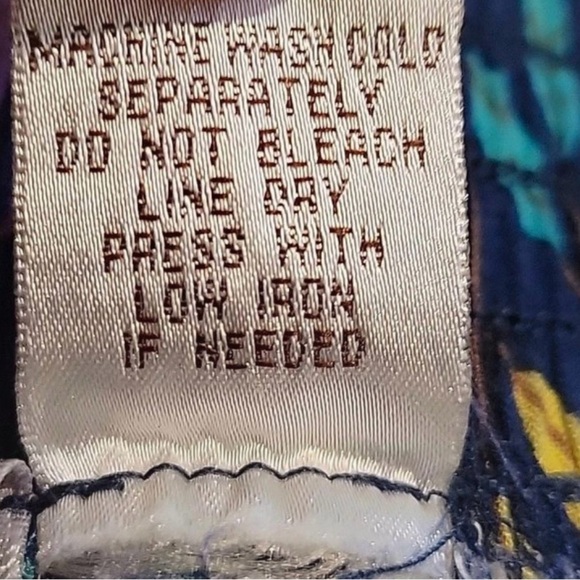 MACHINE WASH COLD
SEPARATELY
DO NOT BLEACH
LINE DRY
PRESS WITH
LOW IRON
IF NEEDED